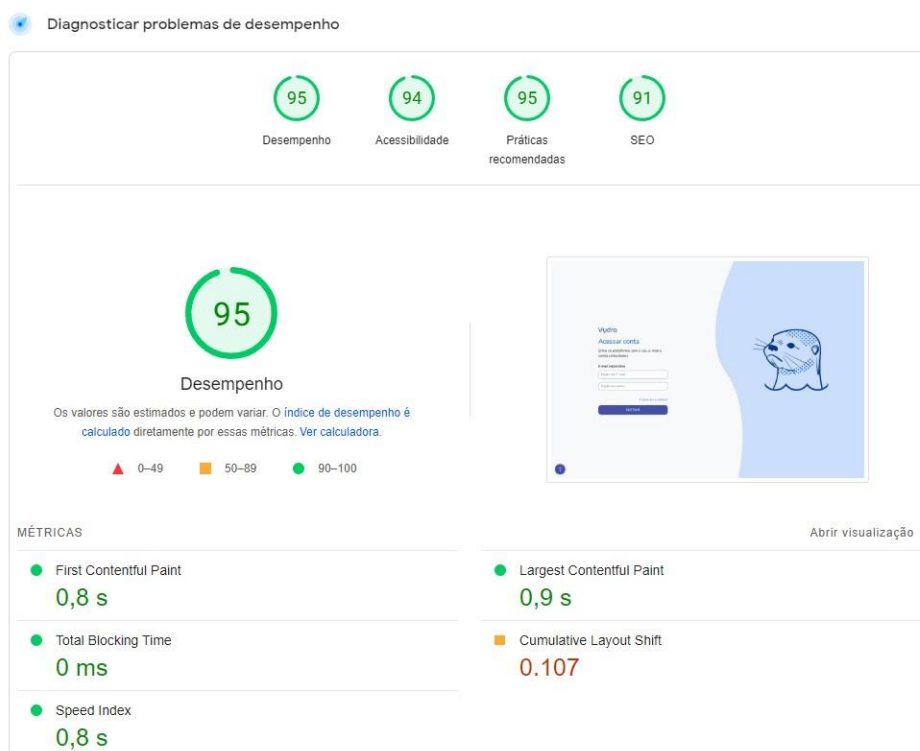 Diagnosticar problemas de desempenho
95
94
95
91
Desempenho
Acessibilidade
Práticas
recomendadas
SEO
95
Desempenho
Os valores são estimados e podem variar. O índice de desempenho é
calculado diretamente por essas métricas. Ver calculadora.
0–49
50–89
90–100
Acessar conta
MÉTRICAS
Abrir visualização
First Contentful Paint
0,8 s
Largest Contentful Paint
0,9 s
Total Blocking Time
0 ms
Cumulative Layout Shift
0.107
Speed Index
0,8 s